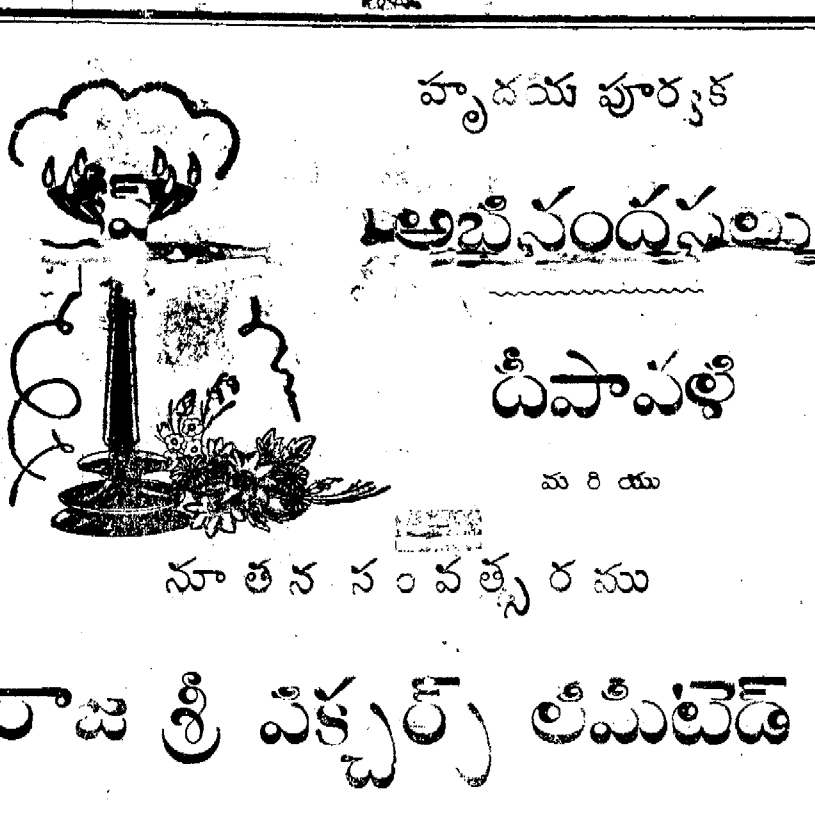 హృదయ పూర్వక
అభినందనలు
దీపావళి
మరియు
నూతన సంవత్సరము
రాజశ్రీ పిక్చర్స్ లిమిటెడ్